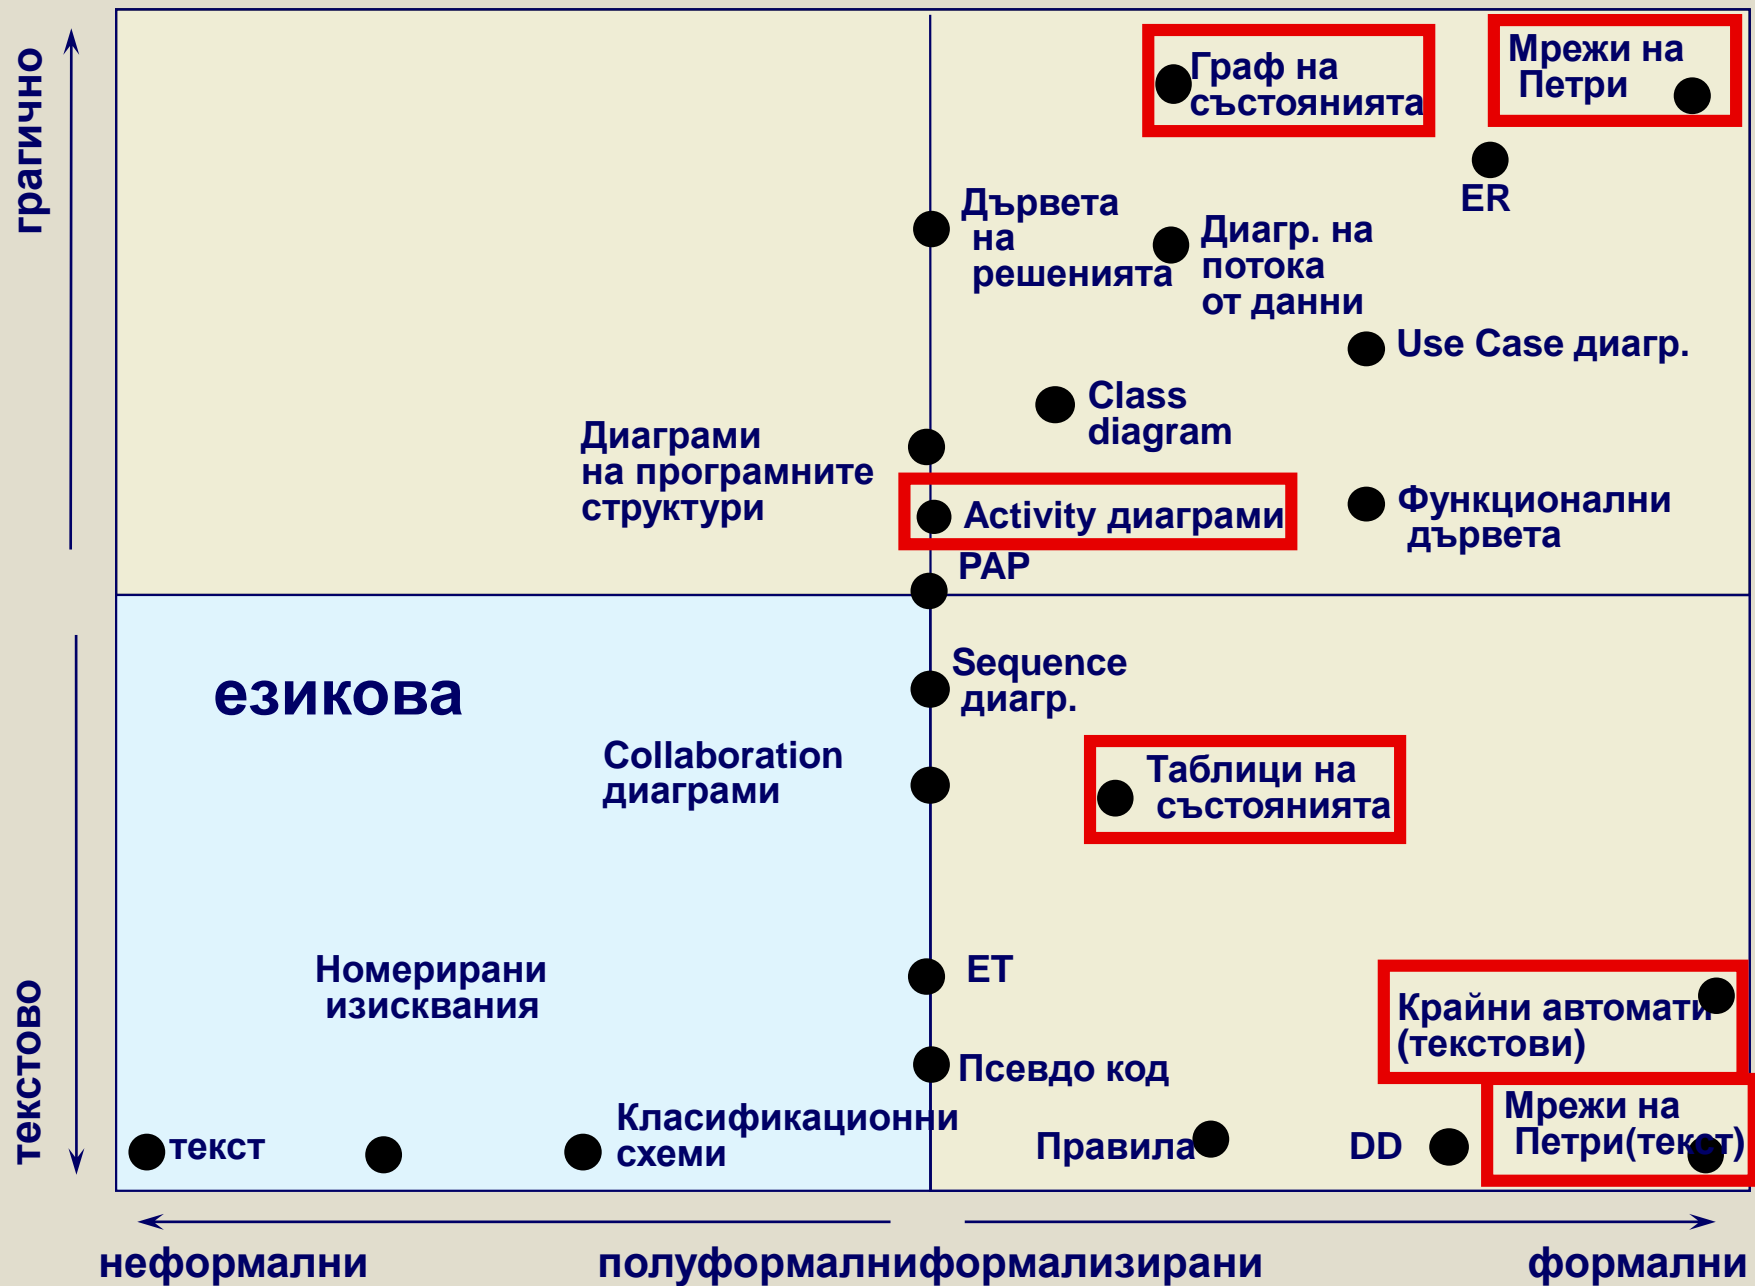 грагично
Граф на
състоянията
Мрежи на
Петри
ER
Дървета
на
решенията
Диагр. на
потока
от данни
Use Case диагр.
Class
diagram
Диаграми
на програмните
структури
Activity диаграми
Функционални
дървета
PAP
езикова
Sequence
диагр.
Collaboration
диаграми
Таблици на
състоянията
текстово
Номерирани
изисквания
ET
Крайни автомати
(текстови)
Псевдо код
текст
Класификационни
схеми
Правила
DD
Мрежи на
Петри(текст)
неформални
полуформалниформализирани
формални